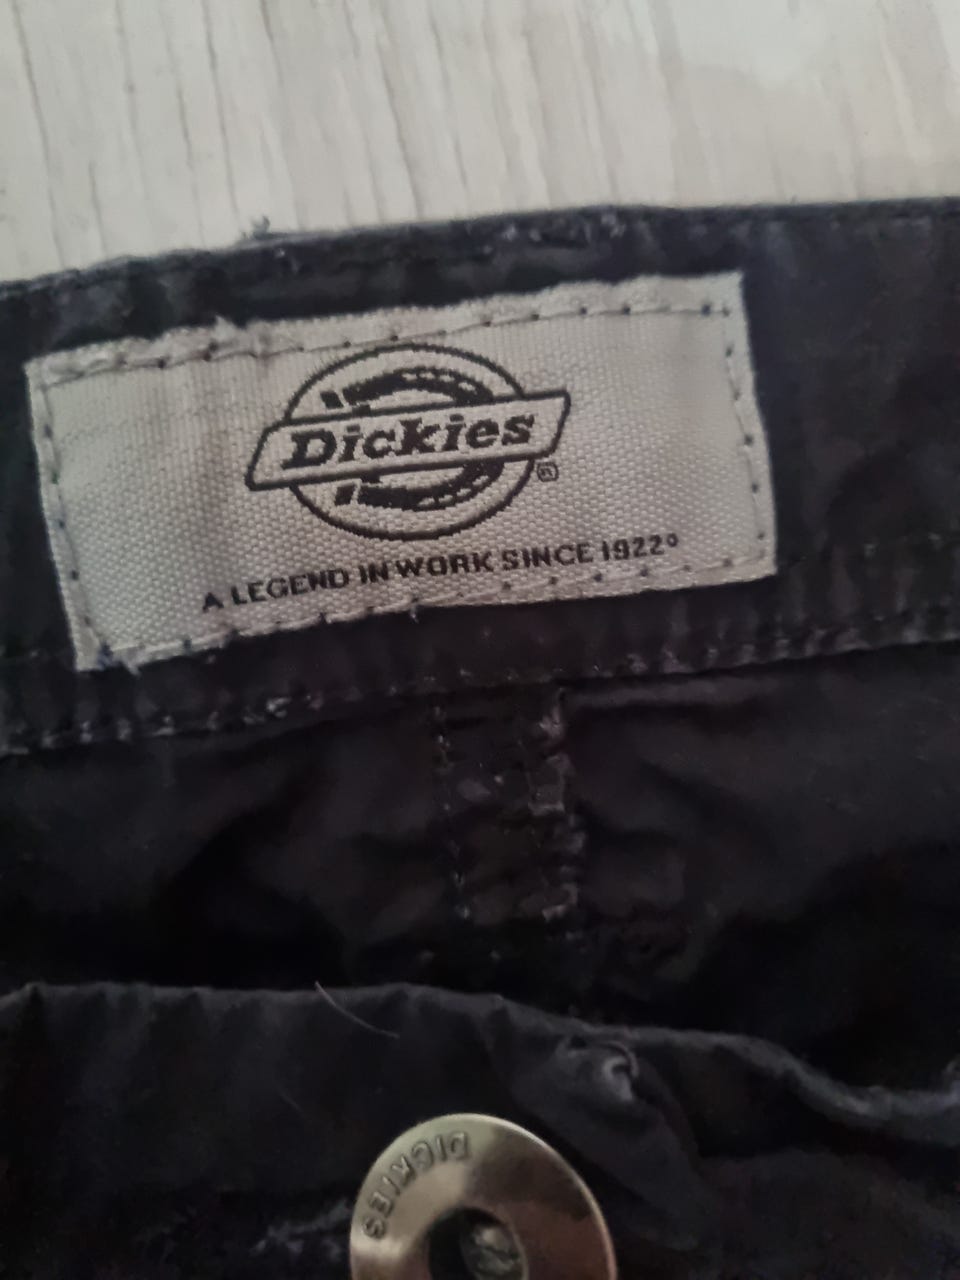 Dickies
®
A LEGEND IN WORK SINCE 1922®
DICKIES